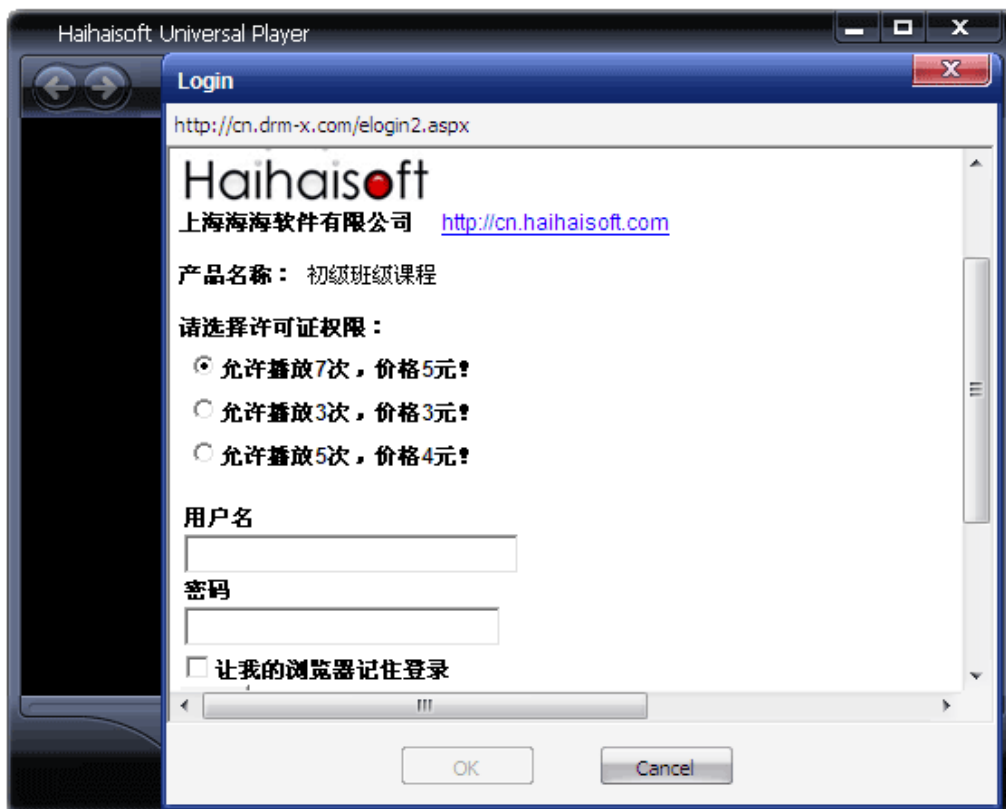 Haihaisoft Universal Player
Login
http://cn.drm-x.com/elogin2.aspx
Haihaisoft
上海海海软件有限公司 http://cn.haihaisoft.com
产品名称： 初级班级课程
请选择许可证权限：
允许播放7次，价格5元!
允许播放3次，价格3元!
允许播放5次，价格4元!
用户名
密码
让我的浏览器记住登录
OK Cancel